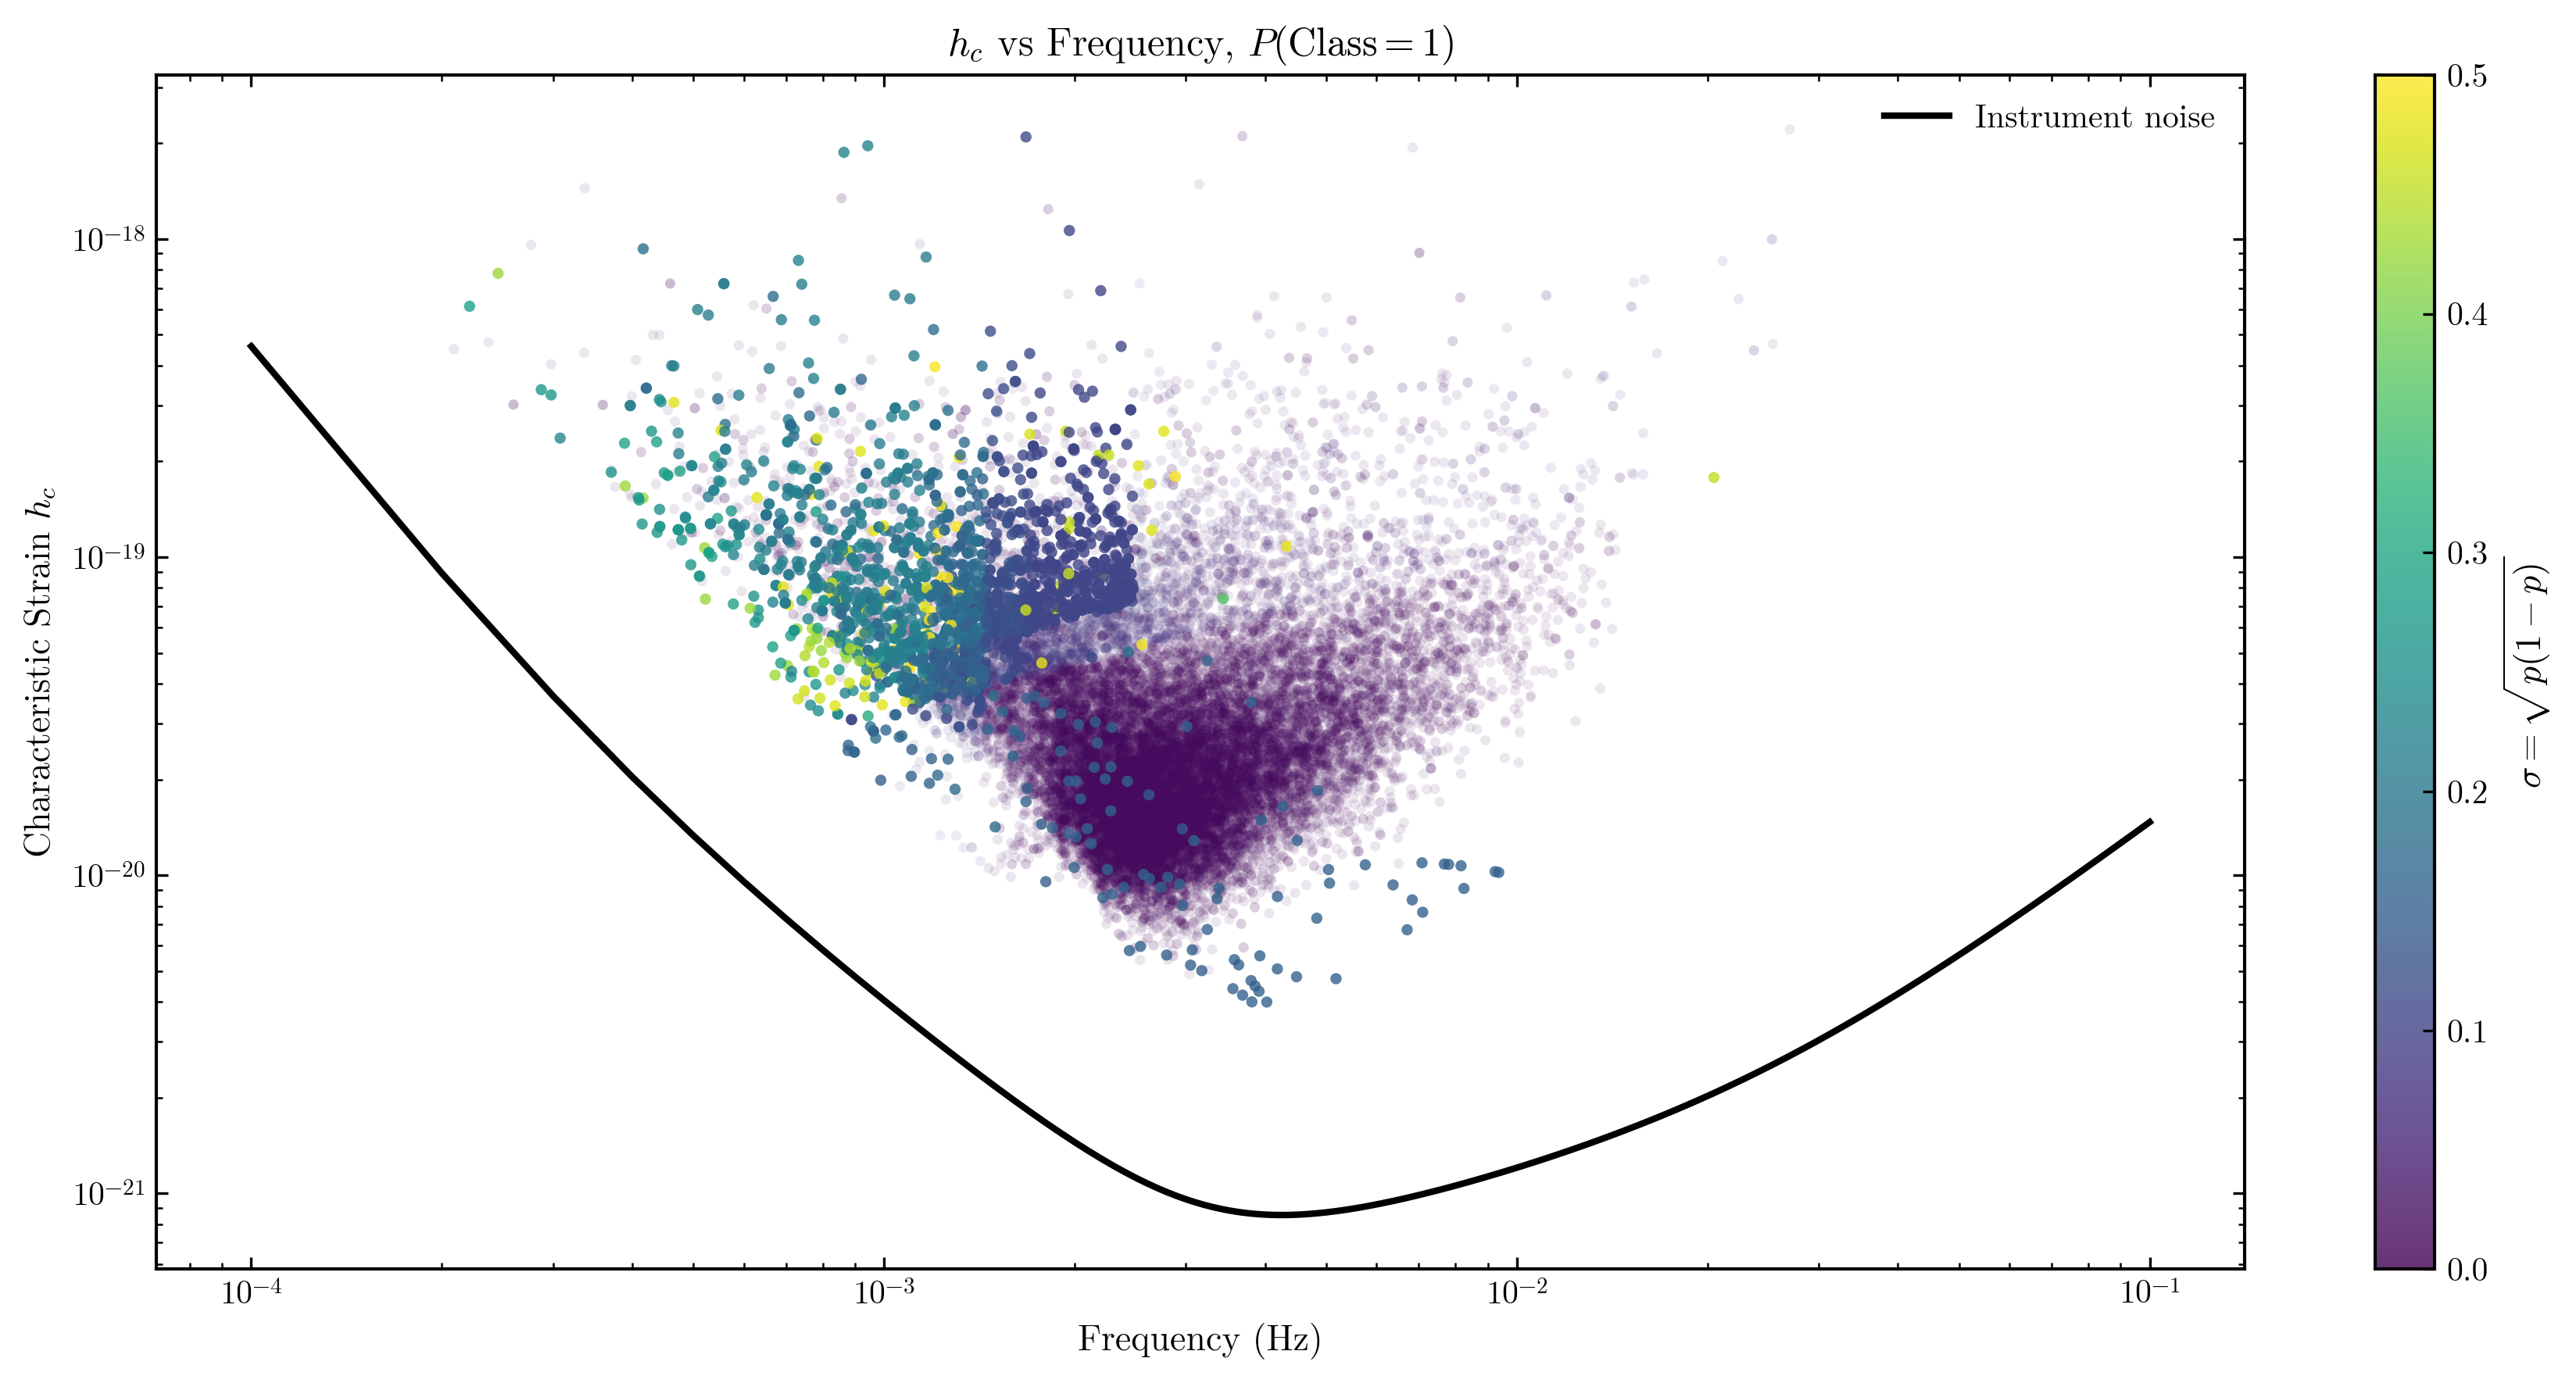 h_c vs Frequency, P(Class = 1)
Instrument noise
Characteristic Strain h_c
10^{-18}
10^{-19}
10^{-20}
10^{-21}
10^{-4}
10^{-3}
10^{-2}
10^{-1}
Frequency (Hz)
0.5
0.4
0.3
0.2
0.1
0.0
σ = √p(1 − p)